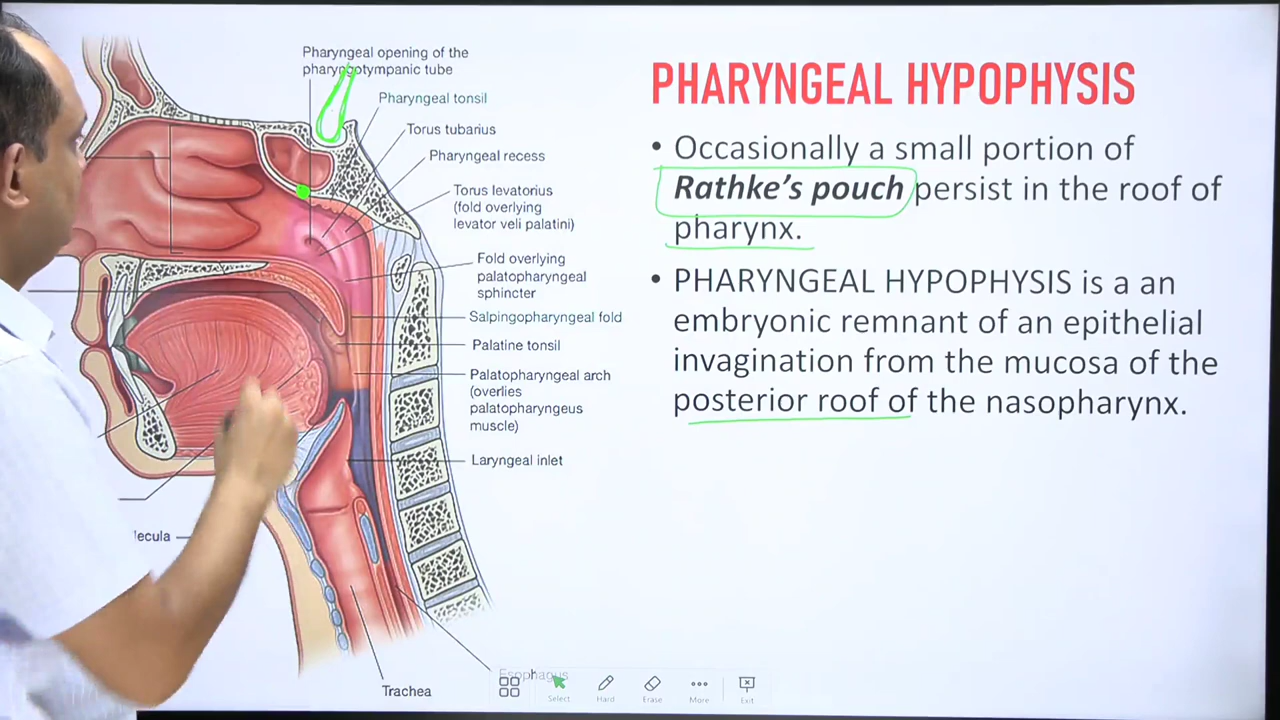 Pharyngeal opening of the
pharyngotympanic tube
Pharyngeal tonsil
Torus tubarius
Pharyngeal recess
Torus levatorius
(fold overlying
levator veli palatini)
Fold overlying
palatopharyngeal
sphincter
Salpingopharyngeal fold
Palatine tonsil
Palatopharyngeal arch
(overlies
palatopharyngeus
muscle)
Laryngeal inlet
lecula
Esophagus
Trachea
PHARYNGEAL HYPOPHYSIS
• Occasionally a small portion of
Rathke's pouch persist in the roof of
pharynx.
• PHARYNGEAL HYPOPHYSIS is a an
embryonic remnant of an epithelial
invagination from the mucosa of the
posterior roof of the nasopharynx.
Select
Hard
Erase
More
Exit